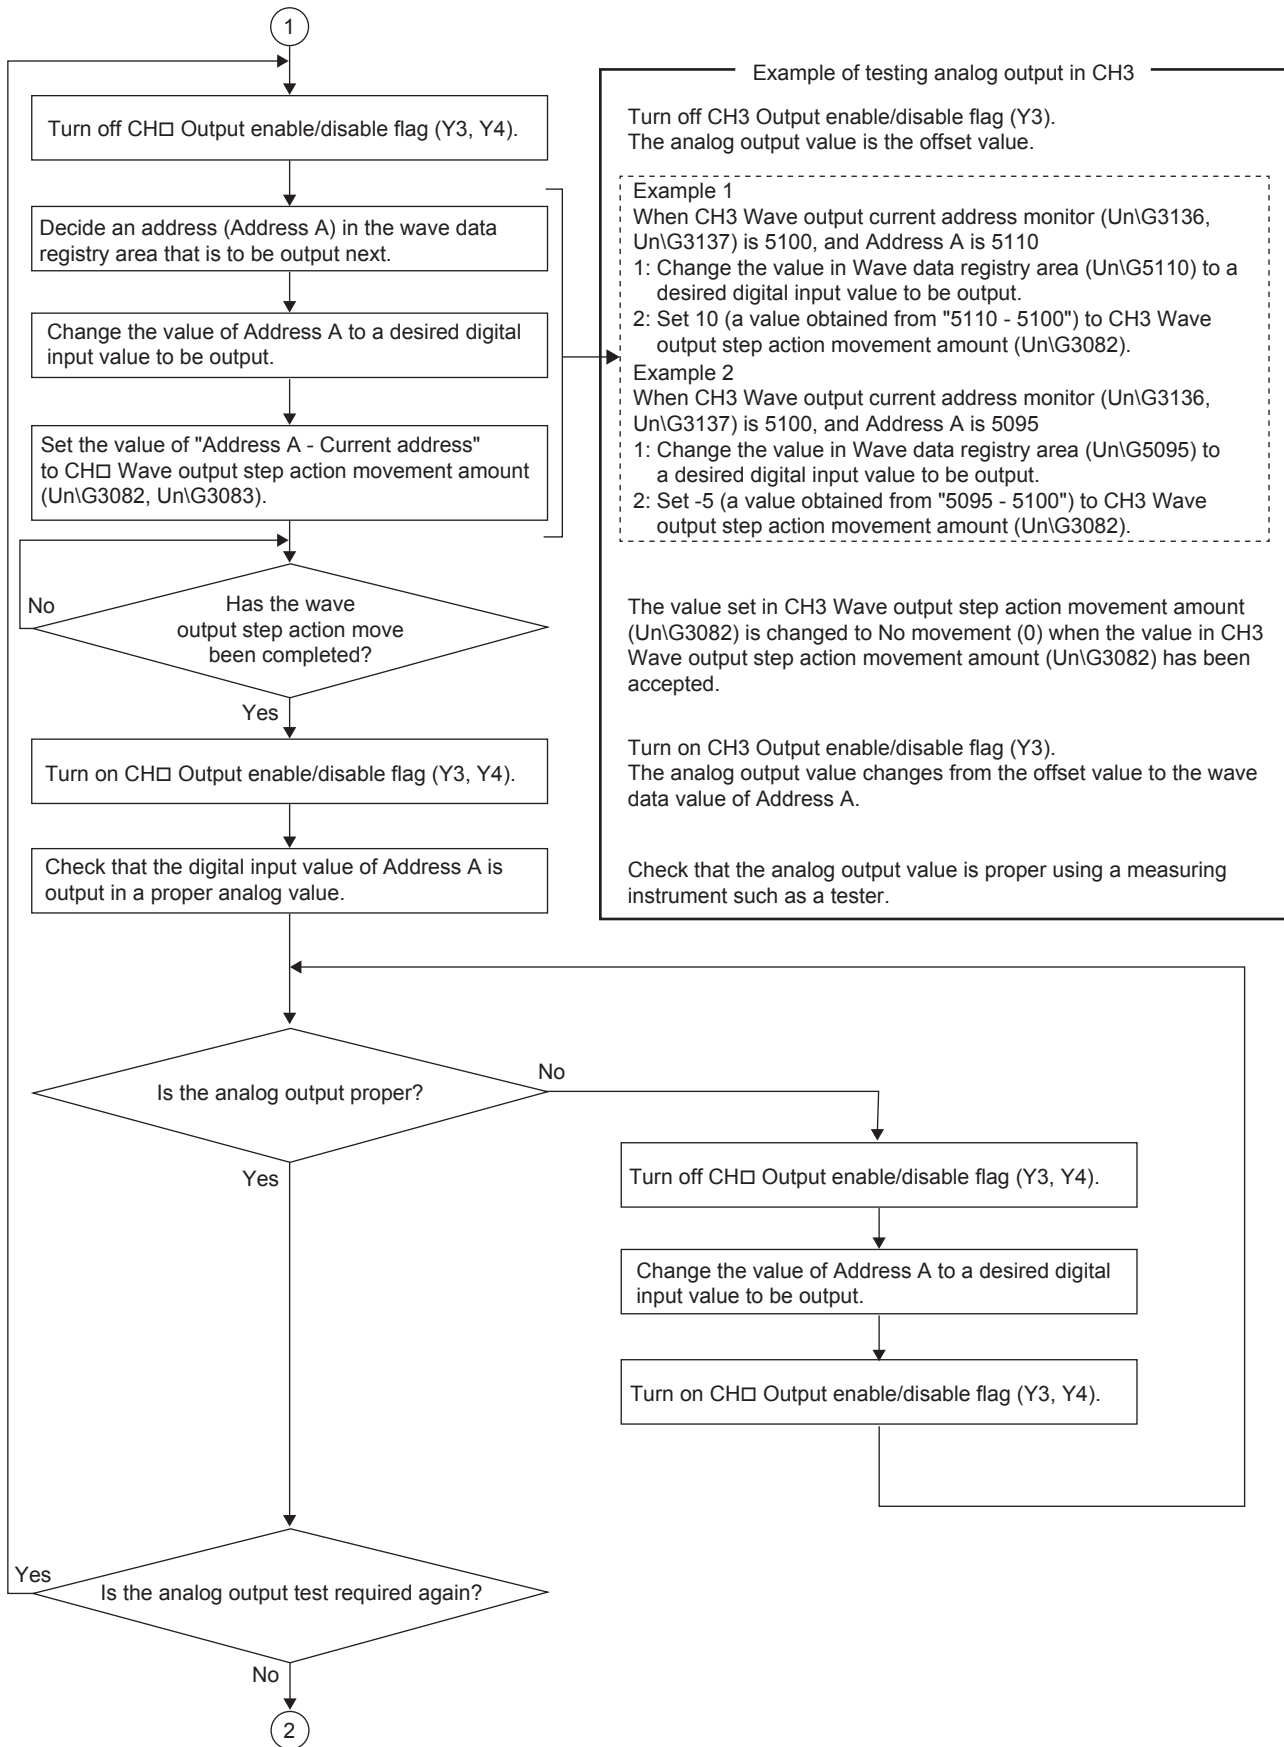 1
Turn off CH□ Output enable/disable flag (Y3, Y4).
Decide an address (Address A) in the wave data
registry area that is to be output next.
Change the value of Address A to a desired digital
input value to be output.
Set the value of "Address A - Current address"
to CH□ Wave output step action movement amount
(Un\G3082, Un\G3083).
No
Has the wave
output step action move
been completed?
Yes
Turn on CH□ Output enable/disable flag (Y3, Y4).
Check that the digital input value of Address A is
output in a proper analog value.
Example of testing analog output in CH3
Turn off CH3 Output enable/disable flag (Y3).
The analog output value is the offset value.
Example 1
When CH3 Wave output current address monitor (Un\G3136,
Un\G3137) is 5100, and Address A is 5110
1: Change the value in Wave data registry area (Un\G5110) to a
desired digital input value to be output.
2: Set 10 (a value obtained from "5110 - 5100") to CH3 Wave
output step action movement amount (Un\G3082).
Example 2
When CH3 Wave output current address monitor (Un\G3136,
Un\G3137) is 5100, and Address A is 5095
1: Change the value in Wave data registry area (Un\G5095) to
a desired digital input value to be output.
2: Set -5 (a value obtained from "5095 - 5100") to CH3 Wave
output step action movement amount (Un\G3082).
The value set in CH3 Wave output step action movement amount
(Un\G3082) is changed to No movement (0) when the value in CH3
Wave output step action movement amount (Un\G3082) has been
accepted.
Turn on CH3 Output enable/disable flag (Y3).
The analog output value changes from the offset value to the wave
data value of Address A.
Check that the analog output value is proper using a measuring
instrument such as a tester.
Is the analog output proper?
No
Yes
Turn off CH□ Output enable/disable flag (Y3, Y4).
Change the value of Address A to a desired digital
input value to be output.
Turn on CH□ Output enable/disable flag (Y3, Y4).
Yes
Is the analog output test required again?
No
2